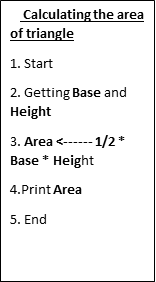 Calculating the area
of triangle
1. Start
2. Getting Base and
Height
3. Area <------ 1/2 *
Base * Height
4.Print Area
5. End